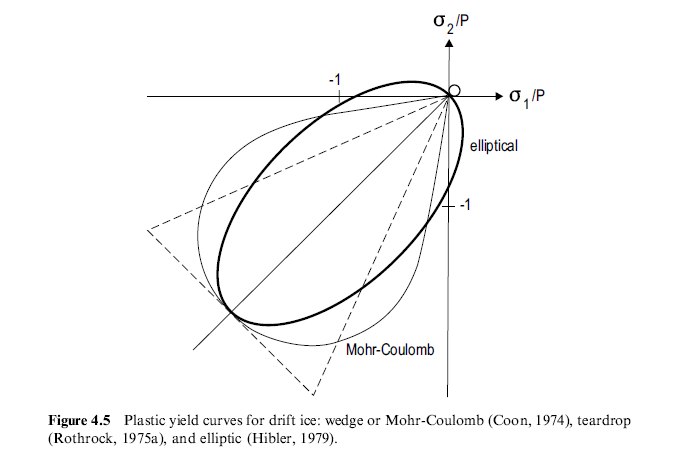 σ2/P
-1
O
σ1/P
elliptical
-1
Mohr-Coulomb
Figure 4.5 Plastic yield curves for drift ice: wedge or Mohr-Coulomb (Coon, 1974), teardrop
(Rothrock, 1975a), and elliptic (Hibler, 1979).